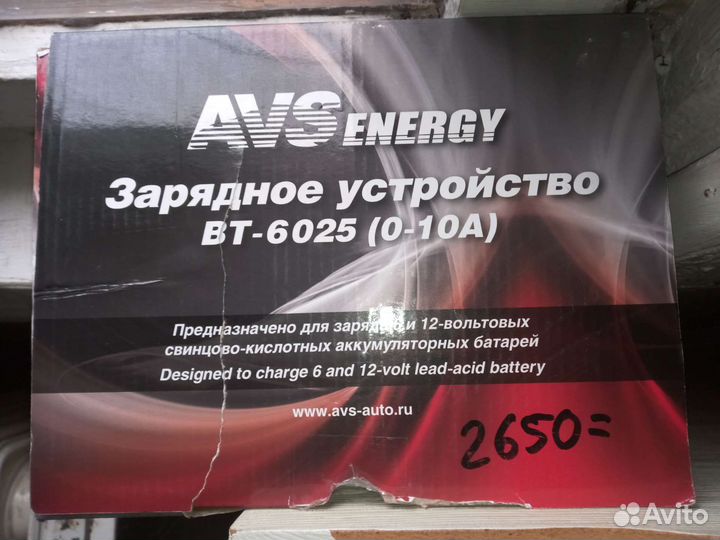 AVS ENERGY
Зарядное устройство
BT-6025 (0-10A)
Предназначено для и 12-вольтовых
свинцово-кислотных аккумуляторных батарей
Designed to charge 6 and 12-volt lead-acid battery
www.avs-auto.ru
2650=
Avito